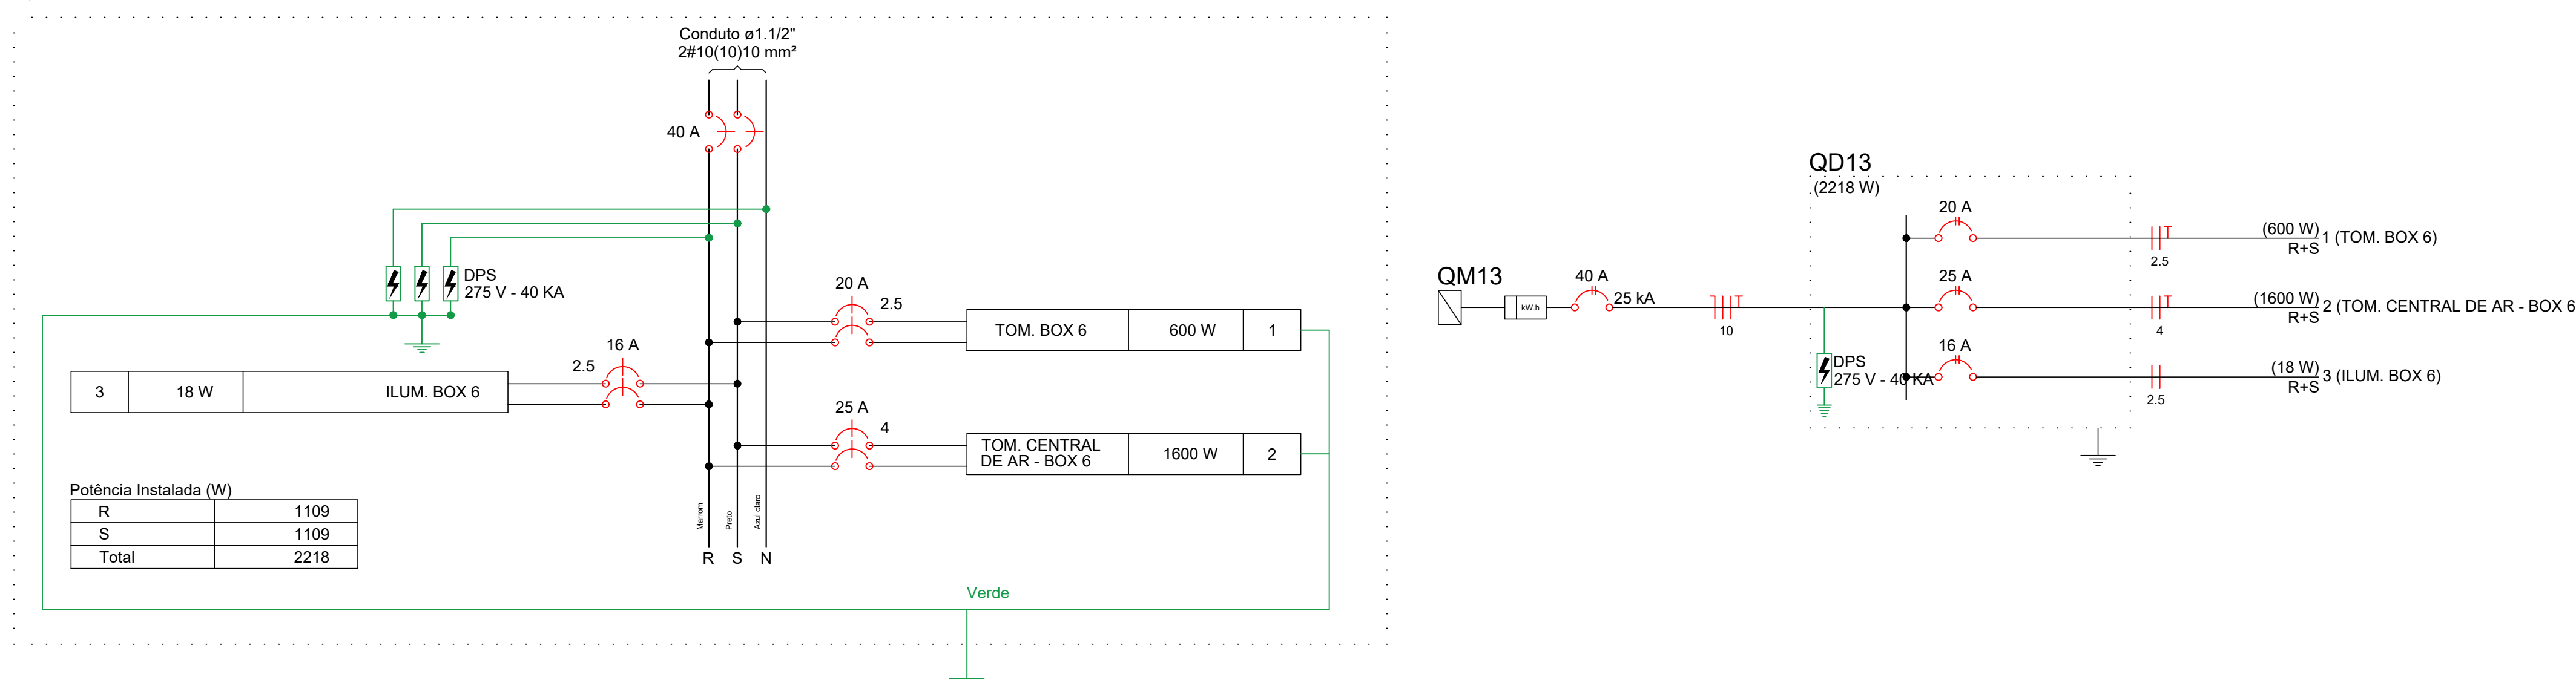 Conduto ø1.1/2"
2#10(10)10 mm²
40 A
DPS
275 V - 40 KA
20 A
2.5
TOM. BOX 6
600 W
1
16 A
2.5
3
18 W
ILUM. BOX 6
25 A
4
TOM. CENTRAL
DE AR - BOX 6
1600 W
2
Potência Instalada (W)
R 1109
S 1109
Total 2218
Marrom
Preto
Azul claro
R S N
Verde
QM13
kW.h
40 A
25 kA
10
QD13
(2218 W)
DPS
275 V - 40 KA
20 A
2.5
(600 W)
R+S
1 (TOM. BOX 6)
25 A
4
(1600 W)
R+S
2 (TOM. CENTRAL DE AR - BOX 6
16 A
2.5
(18 W)
R+S
3 (ILUM. BOX 6)